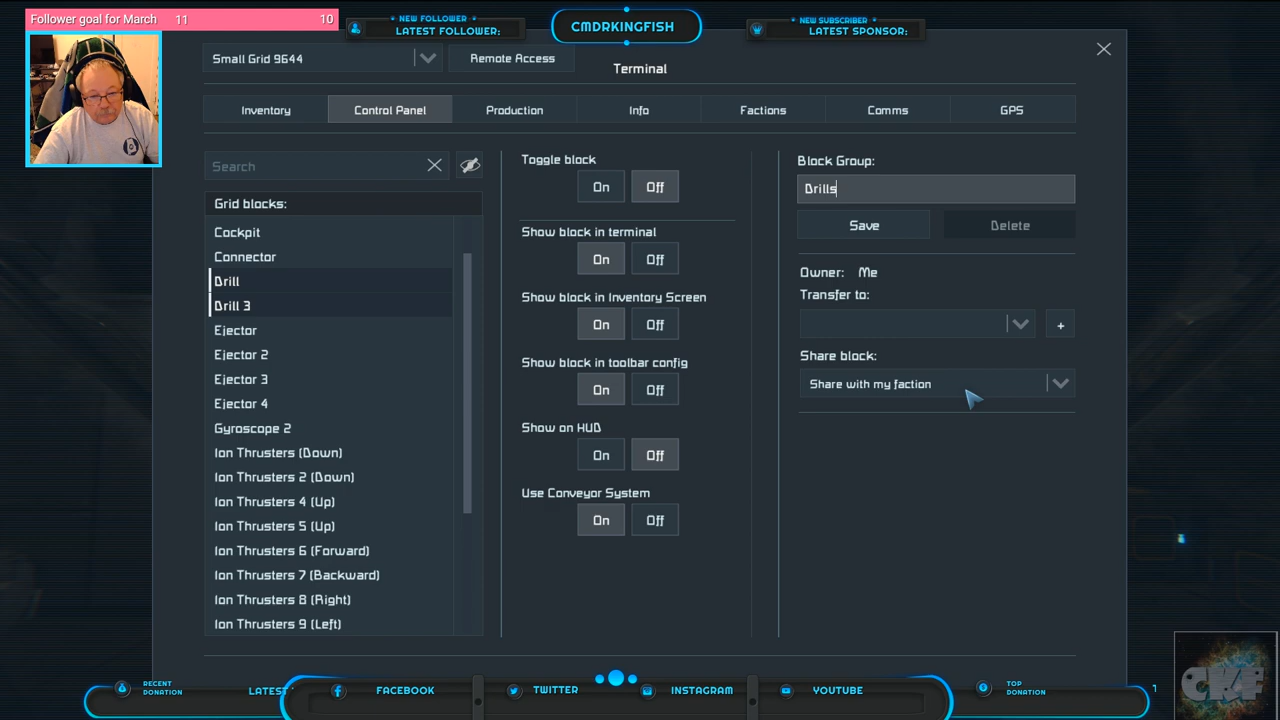 Follower goal for March 11 10
NEW FOLLOWER
LATEST FOLLOWER:
CMDRKINGFISH
NEW SUBSCRIBER
LATEST SPONSOR:
Small Grid 9644
Remote Access
Terminal
Inventory
Control Panel
Production
Info
Factions
Comms
GPS
Search
Grid blocks:
Cockpit
Connector
Drill
Drill 3
Ejector
Ejector 2
Ejector 3
Ejector 4
Gyroscope 2
Ion Thrusters (Down)
Ion Thrusters 2 (Down)
Ion Thrusters 4 (Up)
Ion Thrusters 5 (Up)
Ion Thrusters 6 (Forward)
Ion Thrusters 7 (Backward)
Ion Thrusters 8 (Right)
Ion Thrusters 9 (Left)
Toggle block
On Off
Show block in terminal
On Off
Show block in Inventory Screen
On Off
Show block in toolbar config
On Off
Show on HUD
On Off
Use Conveyor System
On Off
Block Group:
Drills
Save
Delete
Owner: Me
Transfer to:
+
Share block:
Share with my faction
RECENT
DONATION
LATEST
FACEBOOK
TWITTER
INSTAGRAM
YOUTUBE
TOP
DONATION
1
CKF